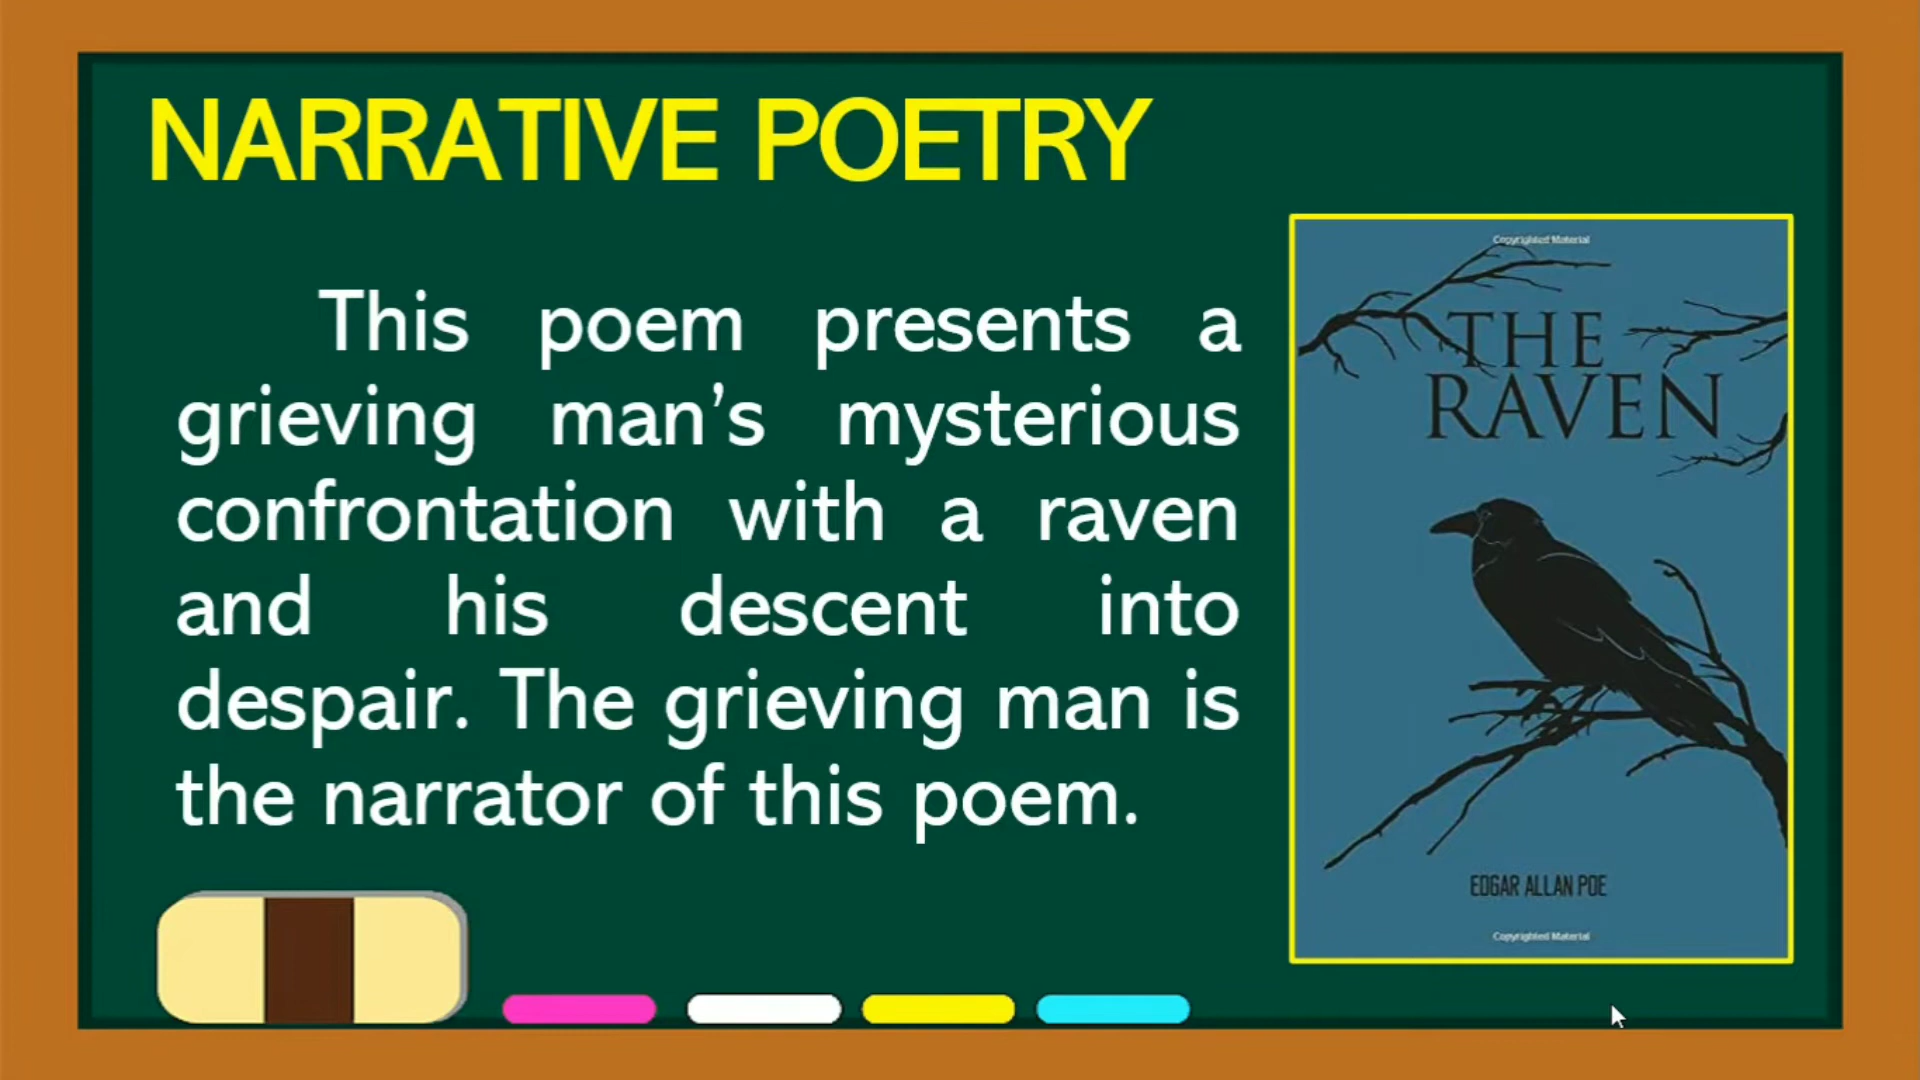 NARRATIVE POETRY
This poem presents a
grieving man’s mysterious
confrontation with a raven
and his descent into
despair. The grieving man is
the narrator of this poem.
Copyrighted Material
THE
RAVEN
EDGAR ALLAN POE
Copyrighted Material